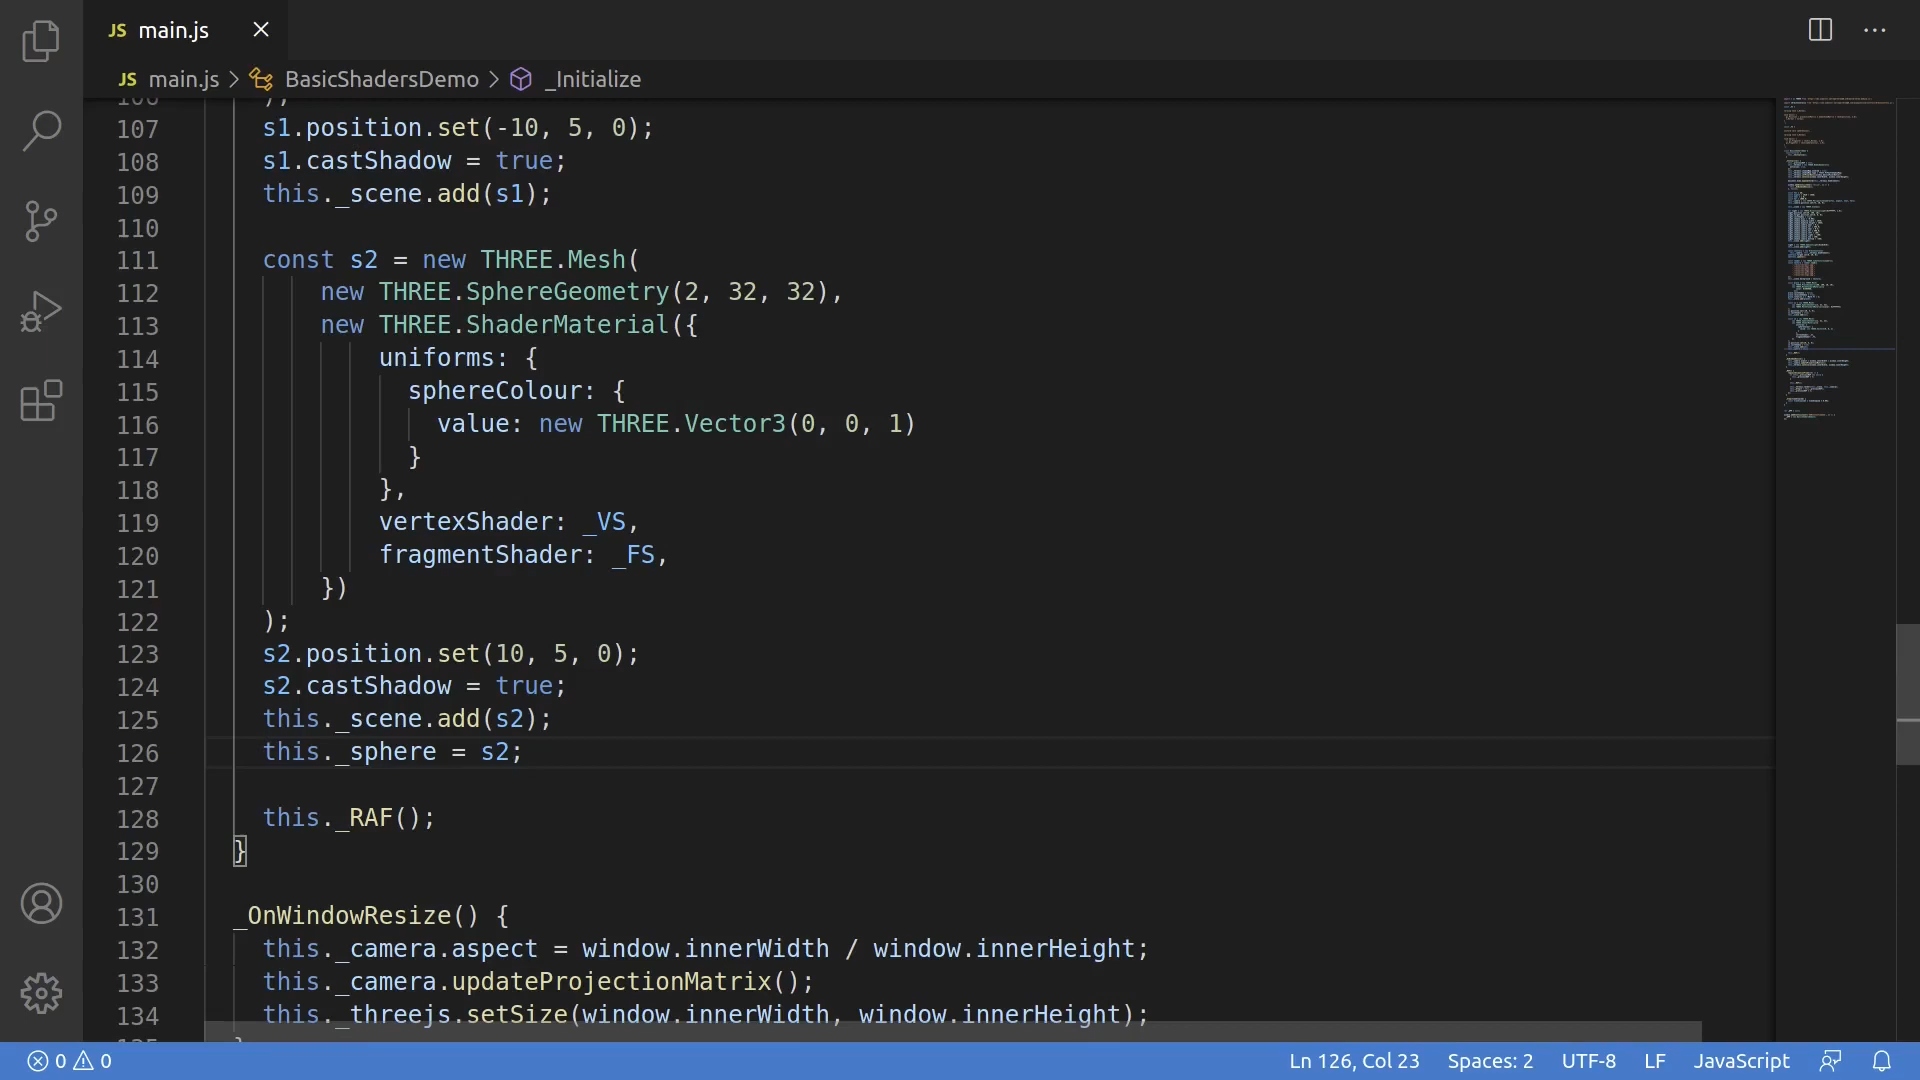 JS main.js
JS main.js > BasicShadersDemo > _Initialize
107 s1.position.set(-10, 5, 0);
108 s1.castShadow = true;
109 this._scene.add(s1);
110
111 const s2 = new THREE.Mesh(
112 new THREE.SphereGeometry(2, 32, 32),
113 new THREE.ShaderMaterial({
114 uniforms: {
115 sphereColour: {
116 value: new THREE.Vector3(0, 0, 1)
117 }
118 },
119 vertexShader: _VS,
120 fragmentShader: _FS,
121 })
122 );
123 s2.position.set(10, 5, 0);
124 s2.castShadow = true;
125 this._scene.add(s2);
126 this._sphere = s2;
127
128 this._RAF();
129 }
130
131 _OnWindowResize() {
132 this._camera.aspect = window.innerWidth / window.innerHeight;
133 this._camera.updateProjectionMatrix();
134 this._threejs.setSize(window.innerWidth, window.innerHeight);
0 0 Ln 126, Col 23 Spaces: 2 UTF-8 LF JavaScript